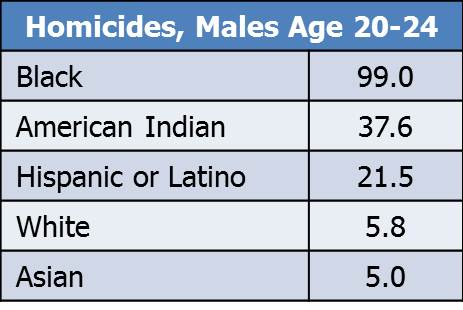 Homicides, Males Age 20-24
Black 99.0
American Indian 37.6
Hispanic or Latino 21.5
White 5.8
Asian 5.0